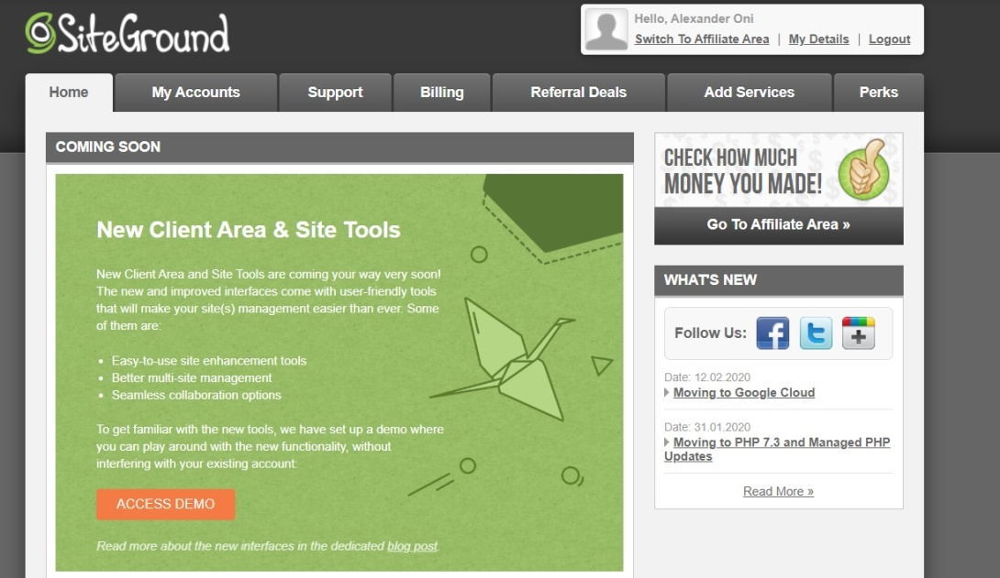 SiteGround
Hello, Alexander Oni
Switch To Affiliate Area | My Details | Logout
Home
My Accounts
Support
Billing
Referral Deals
Add Services
Perks
COMING SOON
New Client Area & Site Tools
New Client Area and Site Tools are coming your way very soon!
The new and improved interfaces come with user-friendly tools
that will make your site(s) management easier than ever. Some
of them are:
• Easy-to-use site enhancement tools
• Better multi-site management
• Seamless collaboration options
To get familiar with the new tools, we have set up a demo where
you can play around with the new functionality, without
interfering with your existing account:
ACCESS DEMO
Read more about the new interfaces in the dedicated blog post.
CHECK HOW MUCH
MONEY YOU MADE!
Go To Affiliate Area »
WHAT'S NEW
Follow Us:
Date: 12.02.2020
Moving to Google Cloud
Date: 31.01.2020
Moving to PHP 7.3 and Managed PHP
Updates
Read More »